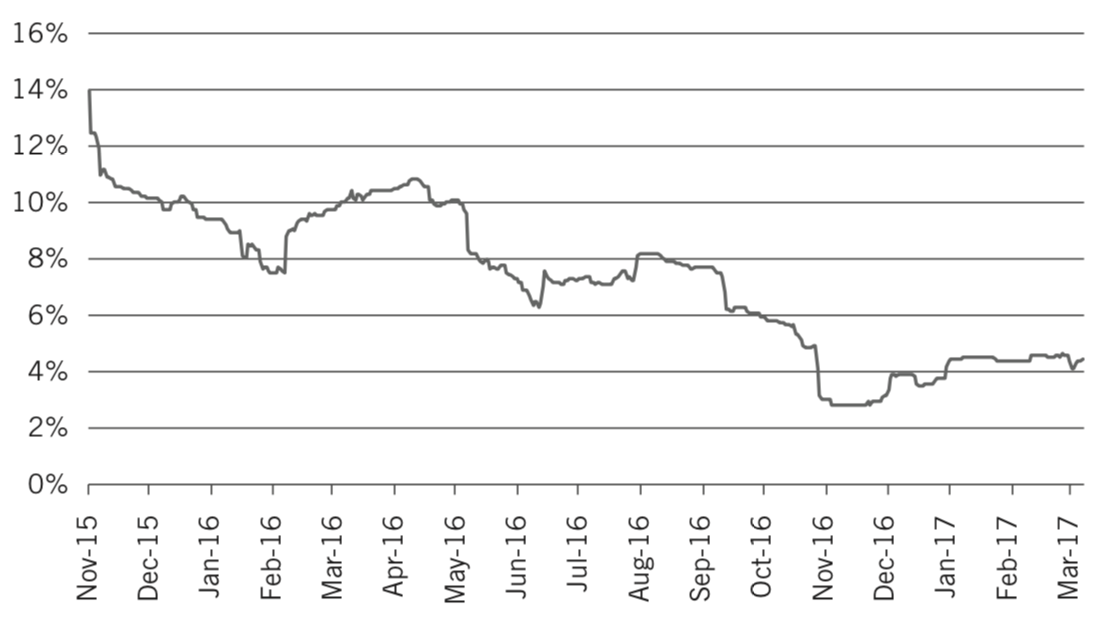 16%
14%
12%
10%
8%
6%
4%
2%
0%
Nov-15
Dec-15
Jan-16
Feb-16
Mar-16
Apr-16
May-16
Jun-16
Jul-16
Aug-16
Sep-16
Oct-16
Nov-16
Dec-16
Jan-17
Feb-17
Mar-17